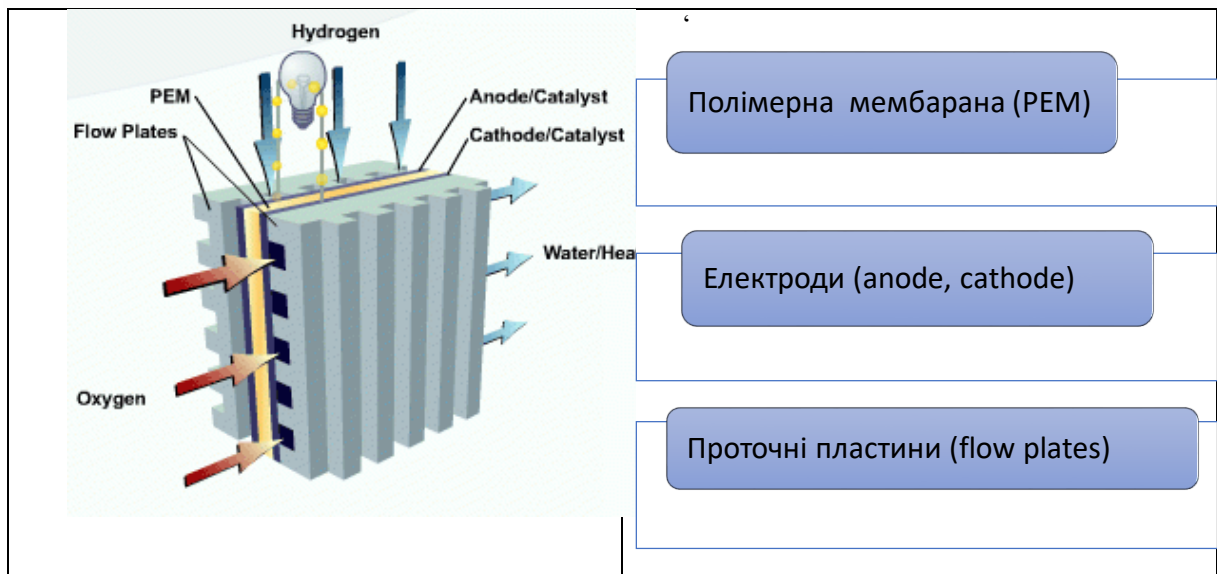 Hydrogen
PEM
Flow Plates
Anode/Catalyst
Cathode/Catalyst
Water/Hea
Oxygen
‘
Полімерна мембарана (PEM)
Електроди (anode, cathode)
Проточні пластини (flow plates)